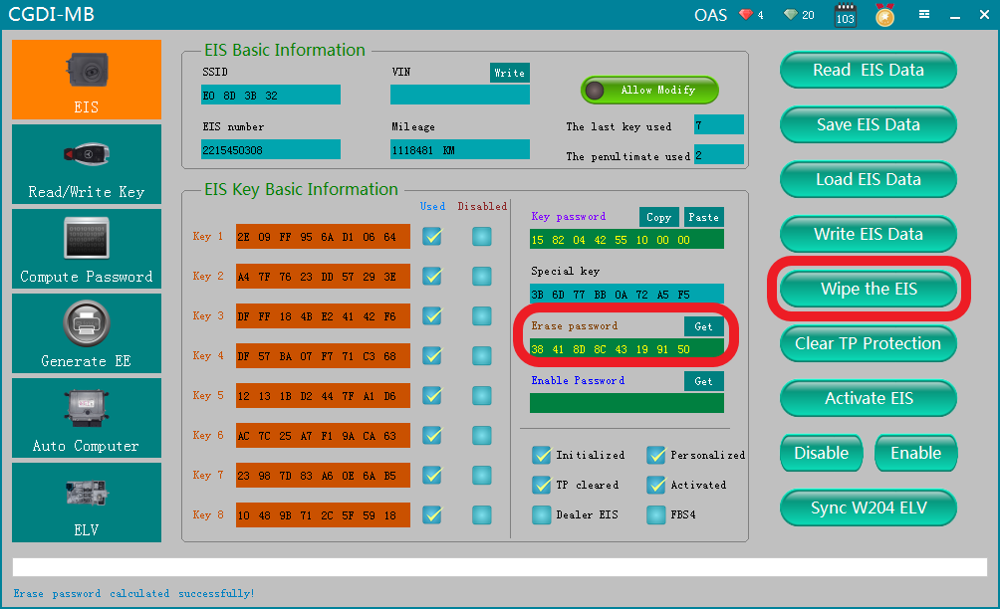 CGDI-MB
OAS 4 20 103
EIS
Read/Write Key
Compute Password
Generate EE
Auto Computer
ELV
EIS Basic Information
SSID
E0 8D 3B 32
VIN Write
EIS number
2215450308
Mileage
1118481 KM
Allow Modify
The last key used 7
The penultimate used 2
EIS Key Basic Information
Used Disabled
Key 1 2E 09 FF 95 6A D1 06 64
Key 2 A4 7F 76 23 DD 57 29 3E
Key 3 DF FF 18 4B E2 41 42 F6
Key 4 DF 57 BA 07 F7 71 C3 68
Key 5 12 13 1B D2 44 7F A1 D6
Key 6 AC 7C 25 A7 F1 9A CA 63
Key 7 23 98 7D 83 A6 0E 6A B5
Key 8 10 48 9B 71 2C 5F 59 18
Key password Copy Paste
15 82 04 42 55 10 00 00
Special key
3B 6D 77 BB 0A 72 A5 F5
Erase password Get
38 41 8D 8C 43 19 91 50
Enable Password Get
Initialized Personalized
TP cleared Activated
Dealer EIS FBS4
Read EIS Data
Save EIS Data
Load EIS Data
Write EIS Data
Wipe the EIS
Clear TP Protection
Activate EIS
Disable Enable
Sync W204 ELV
Erase password calculated successfully!